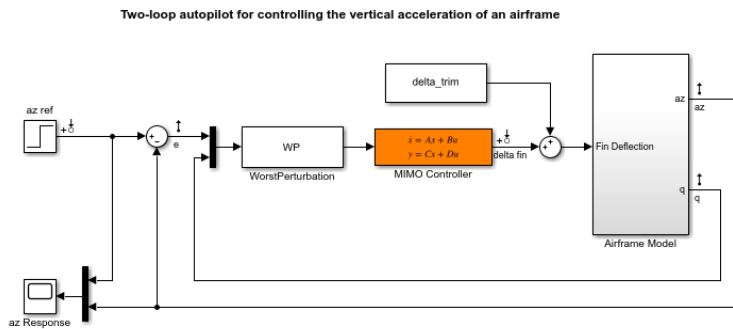 Two-loop autopilot for controlling the vertical acceleration of an airframe
delta_trim
az ref
az
az
e
WP
ẋ = Ax + Bu
y = Cx + Du
delta fin
Fin Deflection
WorstPerturbation
MIMO Controller
q
q
Airframe Model
az Response